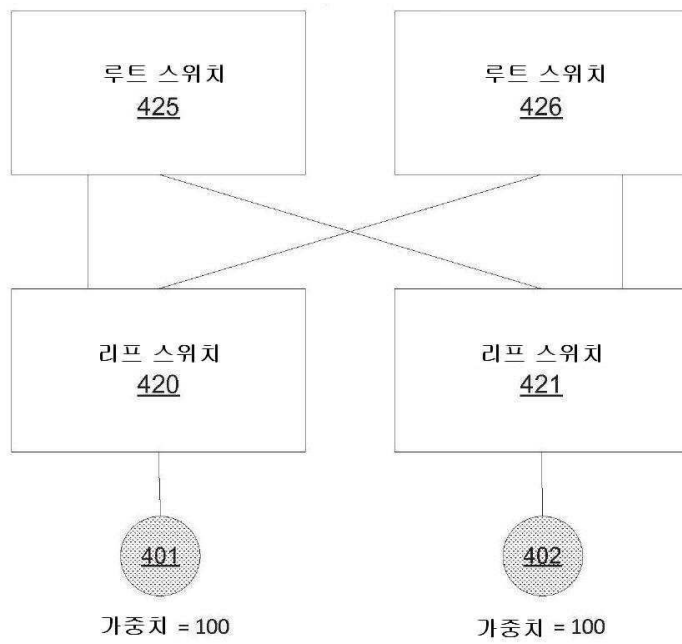 루트 스위치
425
루트 스위치
426
리프 스위치
420
리프 스위치
421
401
402
가중치 = 100
가중치 = 100